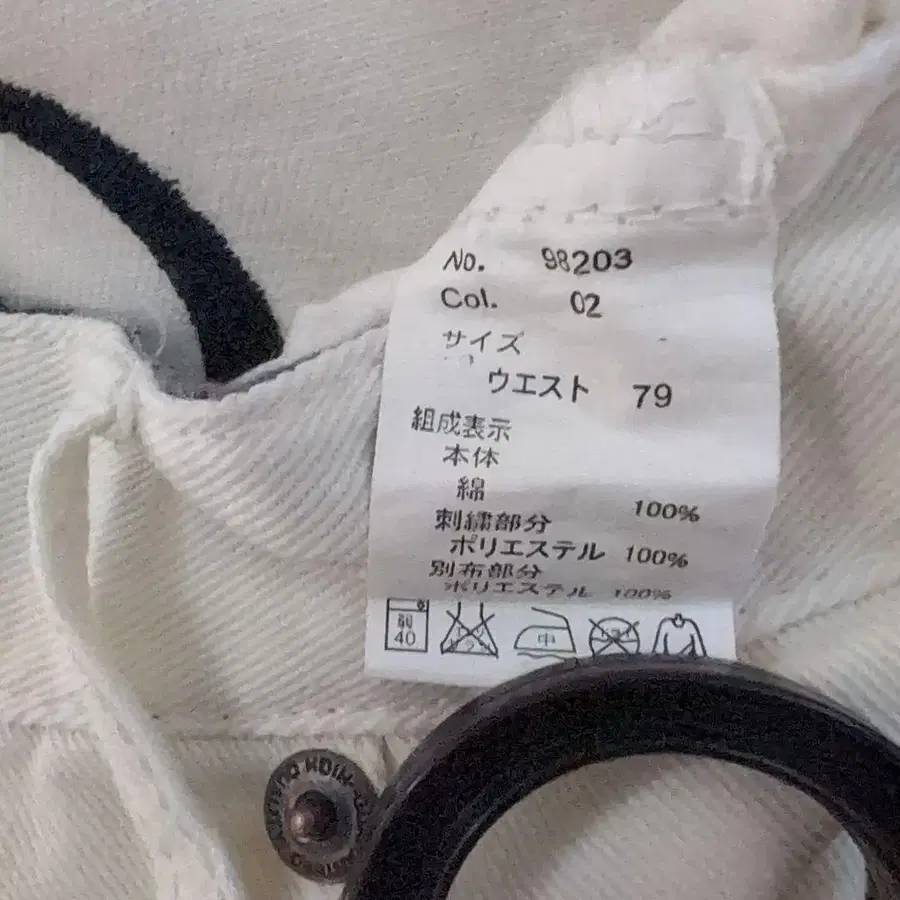 No. 98203
Col. 02
サイズ
ウエスト 79
組成表示
本体
綿 100%
刺繍部分
ポリエステル 100%
別布部分
ポリエステル 100%
40
中
HIGH